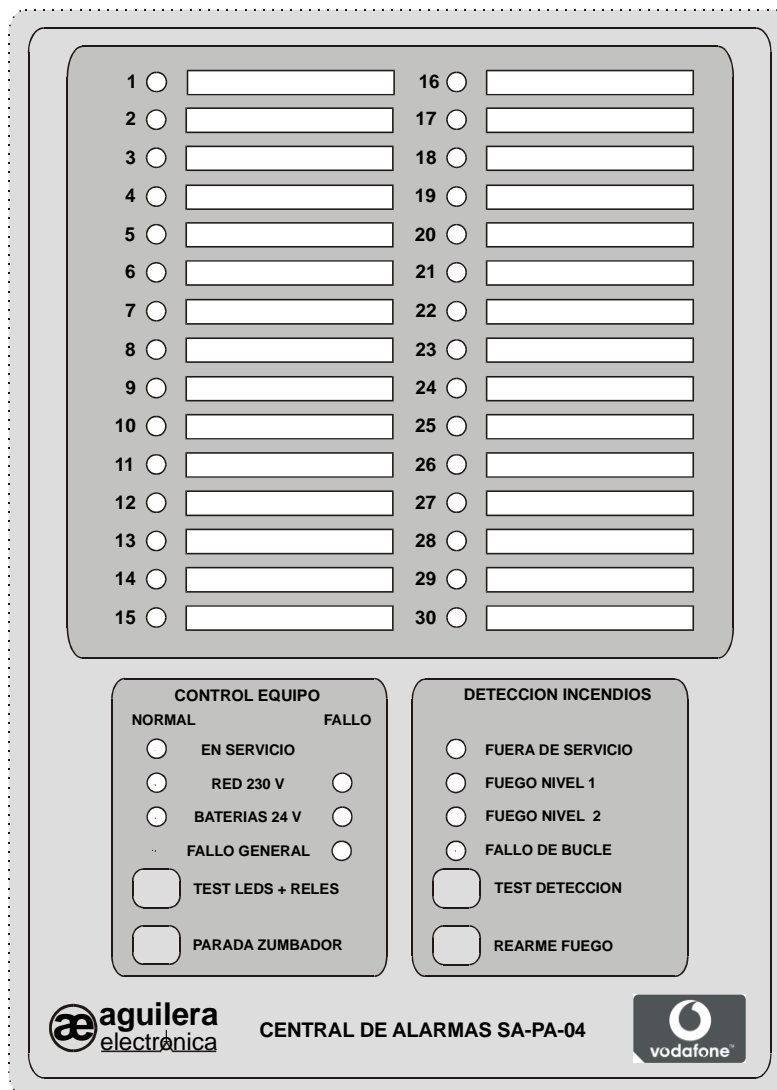 1 16
2 17
3 18
4 19
5 20
6 21
7 22
8 23
9 24
10 25
11 26
12 27
13 28
14 29
15 30
CONTROL EQUIPO
NORMAL FALLO
EN SERVICIO
RED 230 V
BATERIAS 24 V
FALLO GENERAL
TEST LEDS + RELES
PARADA ZUMBADOR
DETECCION INCENDIOS
FUERA DE SERVICIO
FUEGO NIVEL 1
FUEGO NIVEL 2
FALLO DE BUCLE
TEST DETECCION
REARME FUEGO
æ aguilera
electrónica
CENTRAL DE ALARMAS SA-PA-04
vodafone™